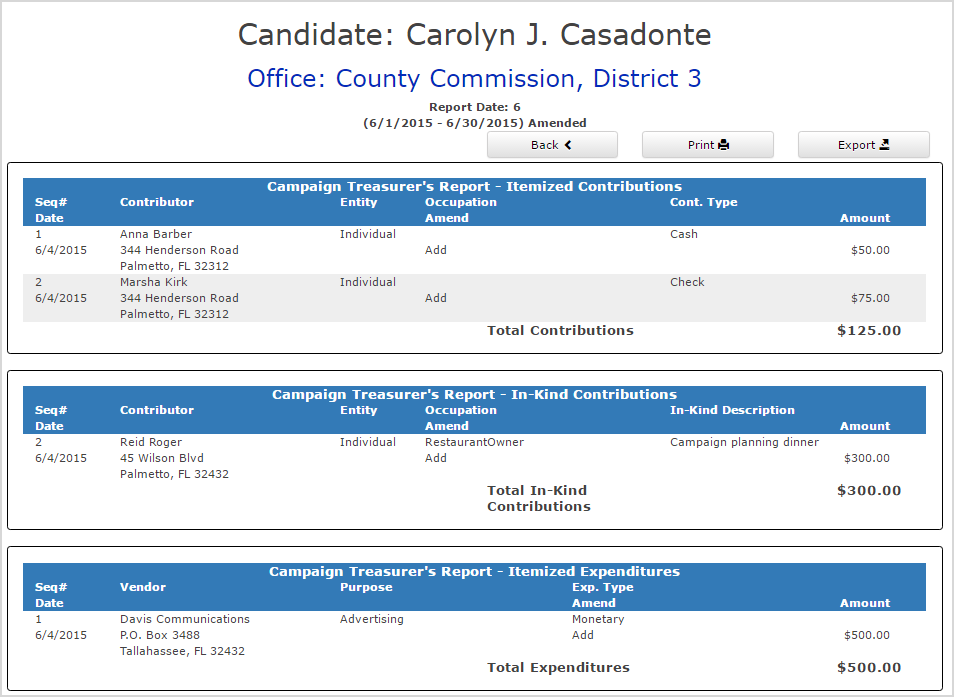 Candidate: Carolyn J. Casadonte
Office: County Commission, District 3
Report Date: 6
(6/1/2015 - 6/30/2015) Amended
Back Print Export
Campaign Treasurer's Report - Itemized Contributions
Seq# Contributor Entity Occupation Cont. Type
Date Amend Amount
1 Anna Barber Individual Cash
6/4/2015 344 Henderson Road Add $50.00
Palmetto, FL 32312
2 Marsha Kirk Individual Check
6/4/2015 344 Henderson Road Add $75.00
Palmetto, FL 32312
Total Contributions $125.00
Campaign Treasurer's Report - In-Kind Contributions
Seq# Contributor Entity Occupation In-Kind Description
Date Amend Amount
2 Reid Roger Individual RestaurantOwner Campaign planning dinner
6/4/2015 45 Wilson Blvd Add $300.00
Palmetto, FL 32432
Total In-Kind $300.00
Contributions
Campaign Treasurer's Report - Itemized Expenditures
Seq# Vendor Purpose Exp. Type
Date Amend Amount
1 Davis Communications Advertising Monetary
6/4/2015 P.O. Box 3488 Add $500.00
Tallahassee, FL 32432
Total Expenditures $500.00